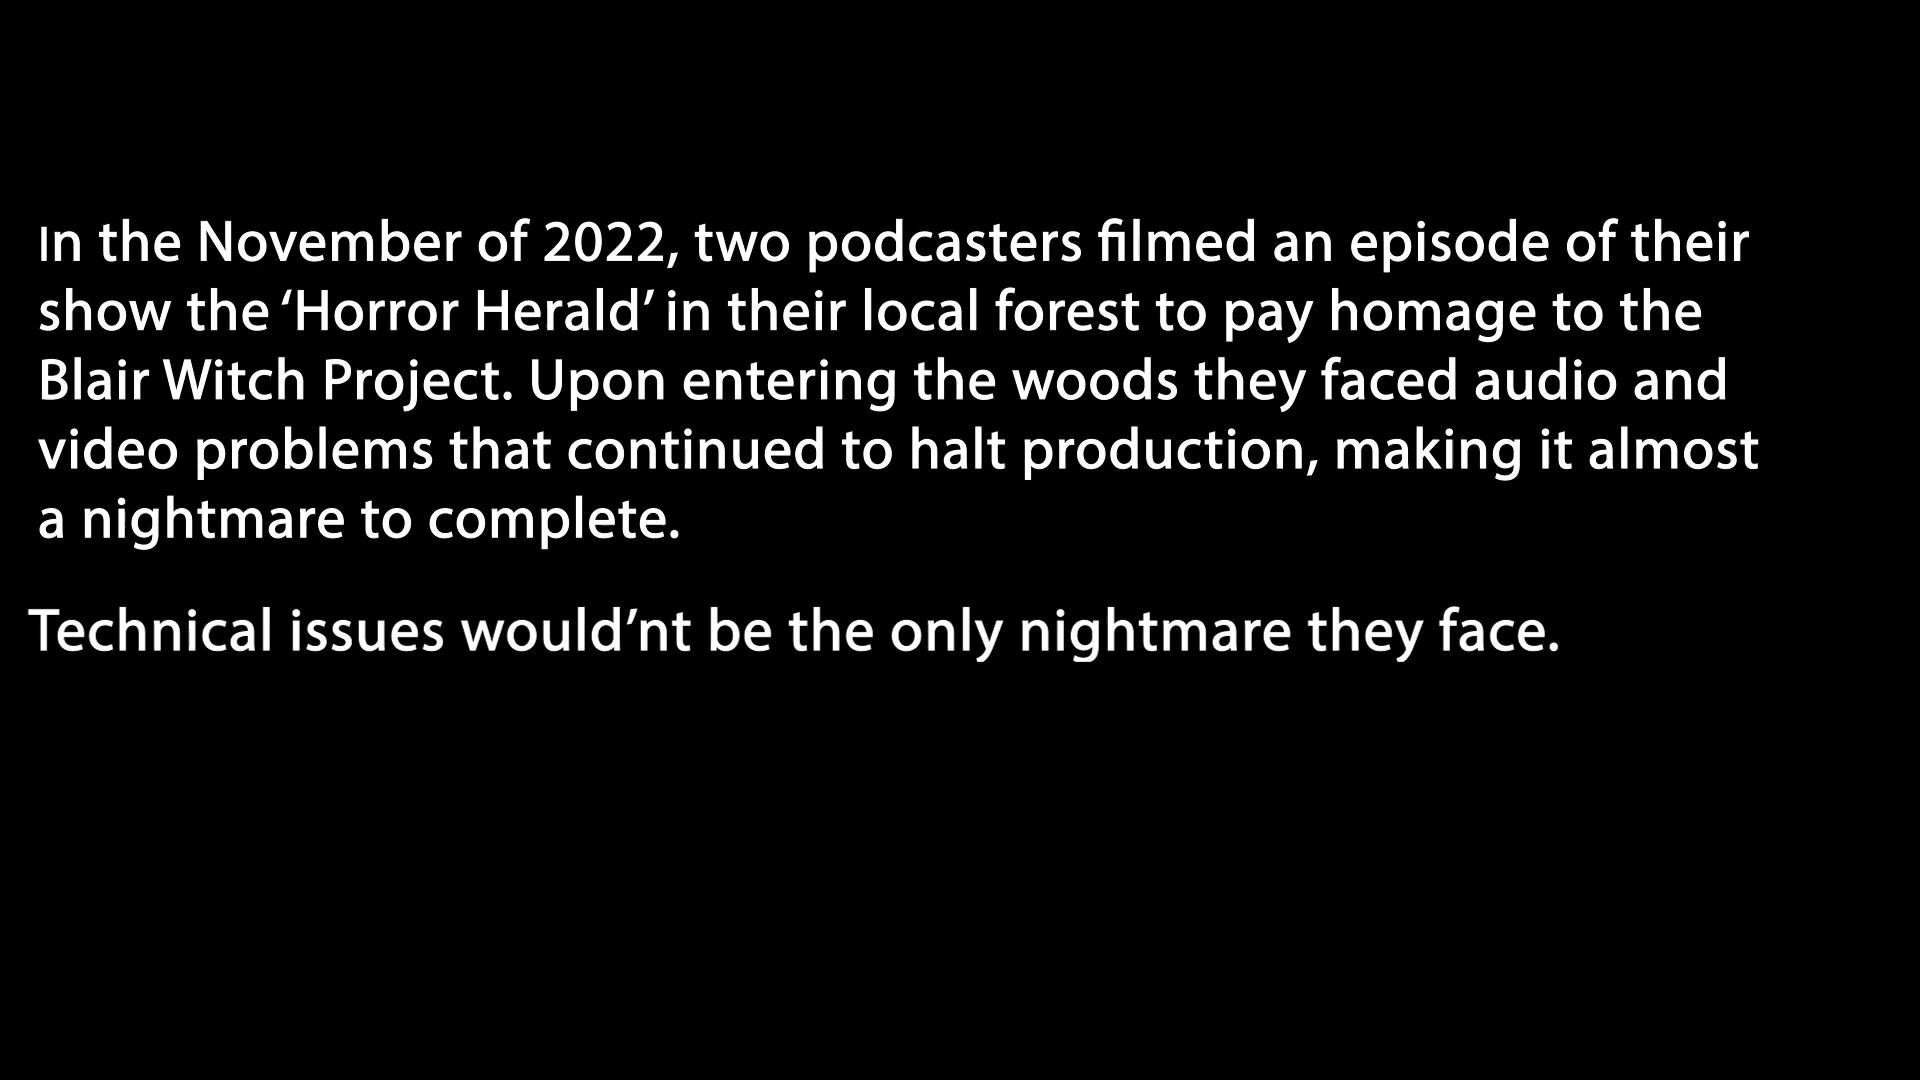 In the November of 2022, two podcasters filmed an episode of their
show the ‘Horror Herald’ in their local forest to pay homage to the
Blair Witch Project. Upon entering the woods they faced audio and
video problems that continued to halt production, making it almost
a nightmare to complete.
Technical issues would’nt be the only nightmare they face.